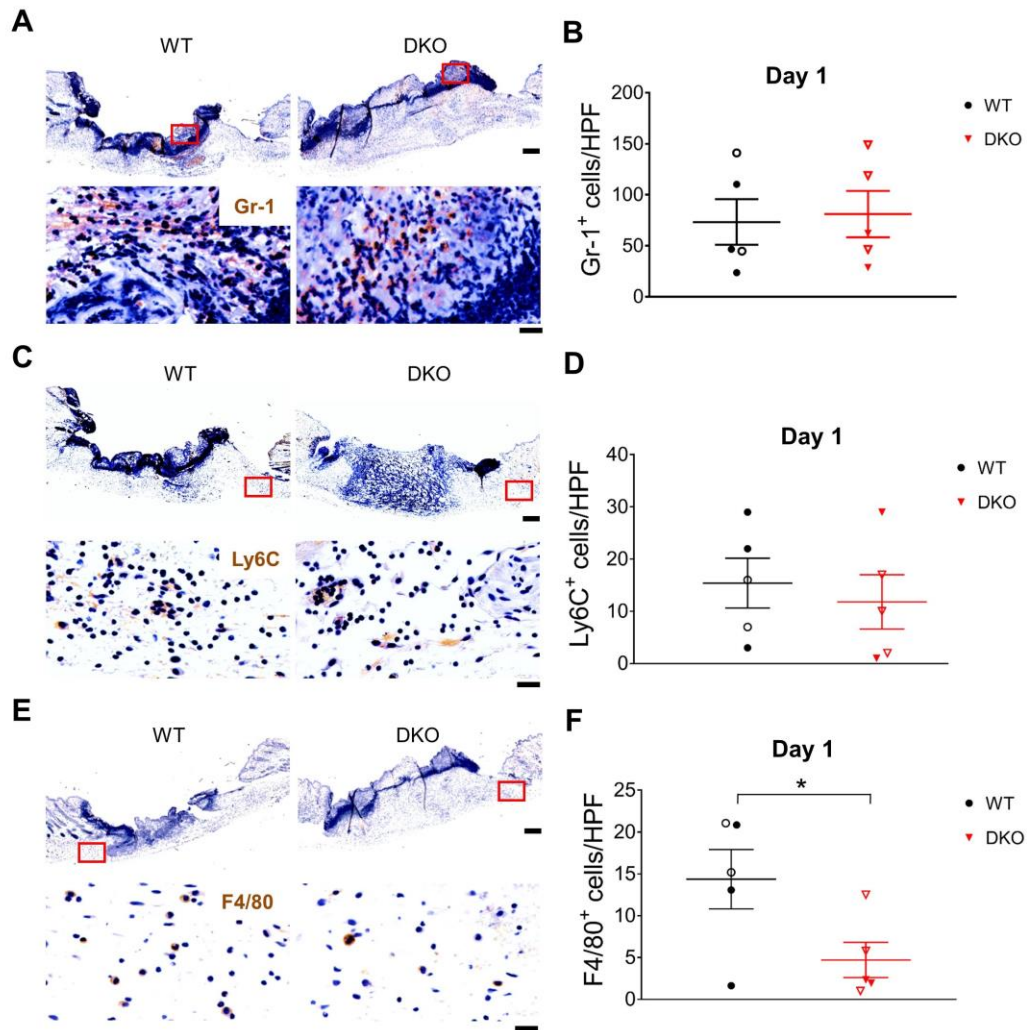 A
WT
DKO
Gr-1
B
Day 1
Gr-1+ cells/HPF
200
150
100
50
0
WT
DKO
C
WT
DKO
Ly6C
D
Day 1
Ly6C+ cells/HPF
40
30
20
10
0
WT
DKO
E
WT
DKO
F4/80
F
Day 1
*
F4/80+ cells/HPF
25
20
15
10
5
0
WT
DKO